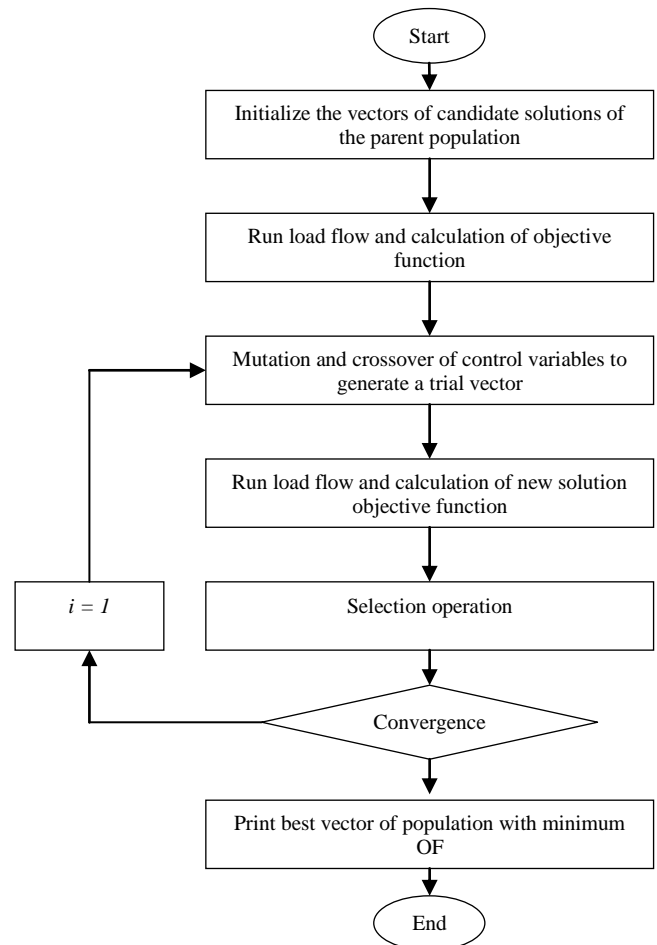 Start
Initialize the vectors of candidate solutions of
the parent population
Run load flow and calculation of objective
function
Mutation and crossover of control variables to
generate a trial vector
Run load flow and calculation of new solution
objective function
i = 1
Selection operation
Convergence
Print best vector of population with minimum
OF
End